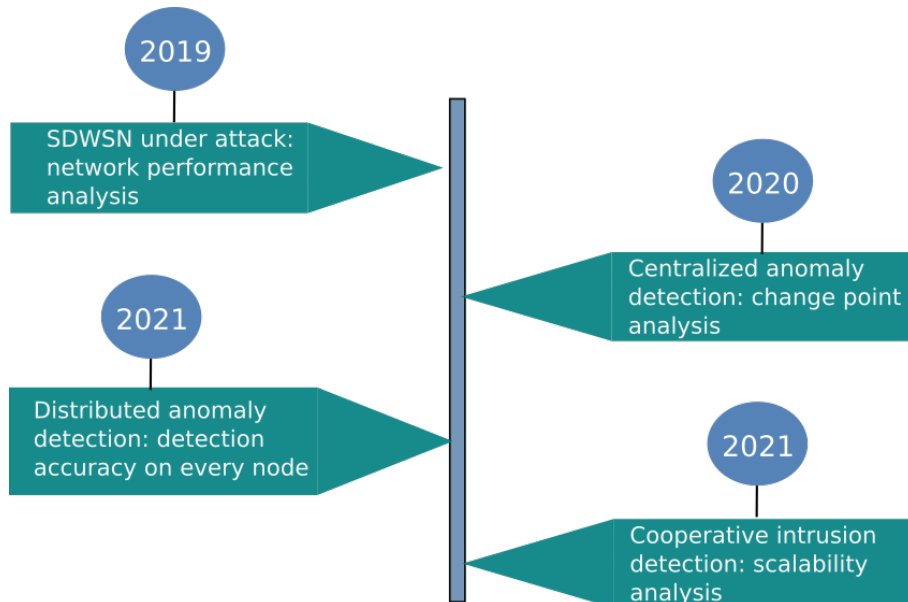 2019
SDWSN under attack:
network performance
analysis
2020
Centralized anomaly
detection: change point
analysis
2021
Distributed anomaly
detection: detection
accuracy on every node
2021
Cooperative intrusion
detection: scalability
analysis